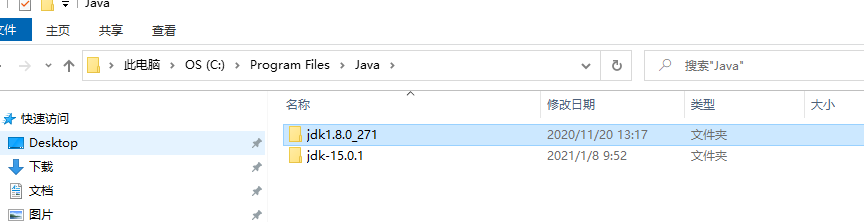 Java
文件 主页 共享 查看
此电脑 > OS (C:) > Program Files > Java >
搜索"Java"
名称 修改日期 类型 大小
快速访问
Desktop
下载
文档
图片
jdk1.8.0_271 2020/11/20 13:17 文件夹
jdk-15.0.1 2021/1/8 9:52 文件夹